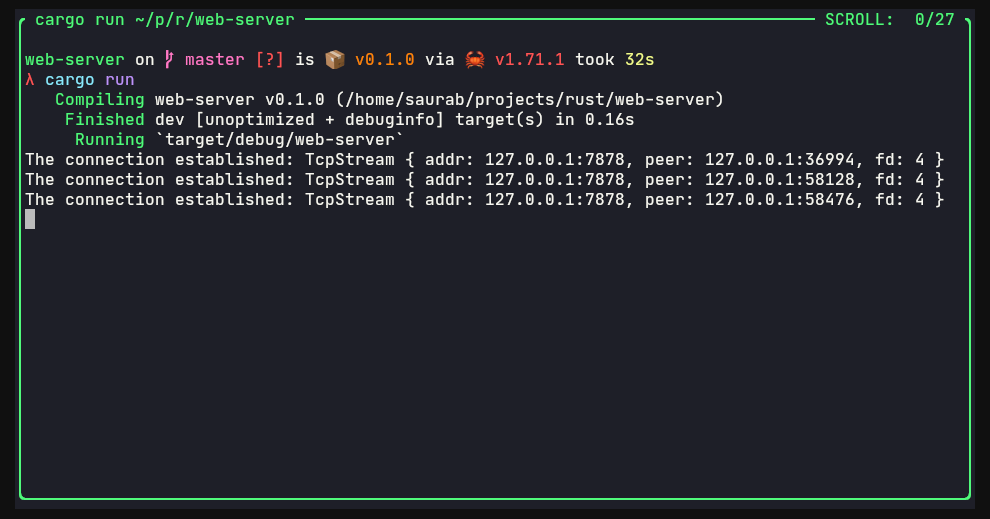 cargo run ~/p/r/web-server SCROLL: 0/27
web-server on master [?] is 📦 v0.1.0 via 🦀 v1.71.1 took 32s
λ cargo run
Compiling web-server v0.1.0 (/home/saurab/projects/rust/web-server)
Finished dev [unoptimized + debuginfo] target(s) in 0.16s
Running `target/debug/web-server`
The connection established: TcpStream { addr: 127.0.0.1:7878, peer: 127.0.0.1:36994, fd: 4 }
The connection established: TcpStream { addr: 127.0.0.1:7878, peer: 127.0.0.1:58128, fd: 4 }
The connection established: TcpStream { addr: 127.0.0.1:7878, peer: 127.0.0.1:58476, fd: 4 }